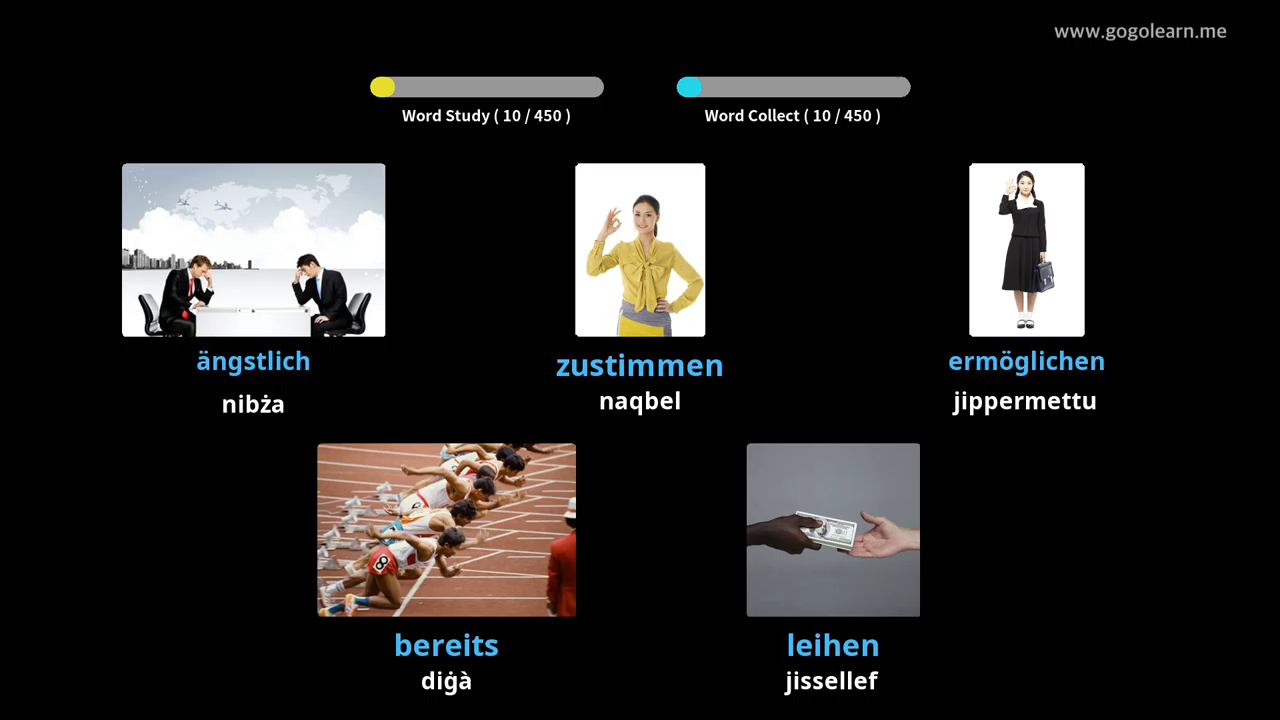 www.gogolearn.me
Word Study ( 10 / 450 )
Word Collect ( 10 / 450 )
ängstlich
nibża
zustimmen
naqbel
ermöglichen
jippermettu
bereits
diġà
leihen
jissellef